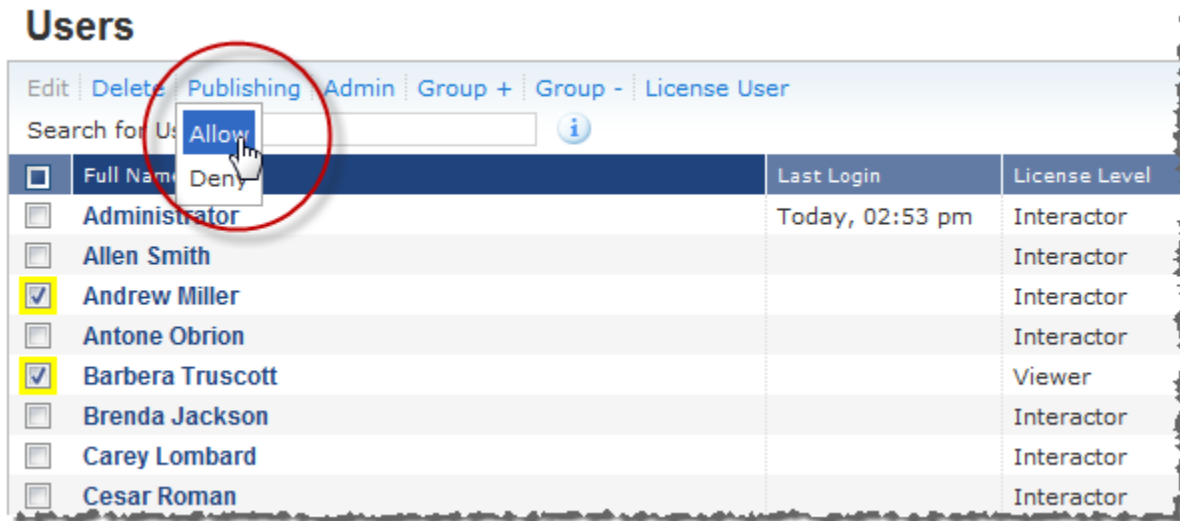 Users
Edit Delete Publishing Admin Group + Group - License User
Search for Us
Allow
Deny
Full Name Last Login License Level
Administrator Today, 02:53 pm Interactor
Allen Smith Interactor
Andrew Miller Interactor
Antone Obrion Interactor
Barbera Truscott Viewer
Brenda Jackson Interactor
Carey Lombard Interactor
Cesar Roman Interactor